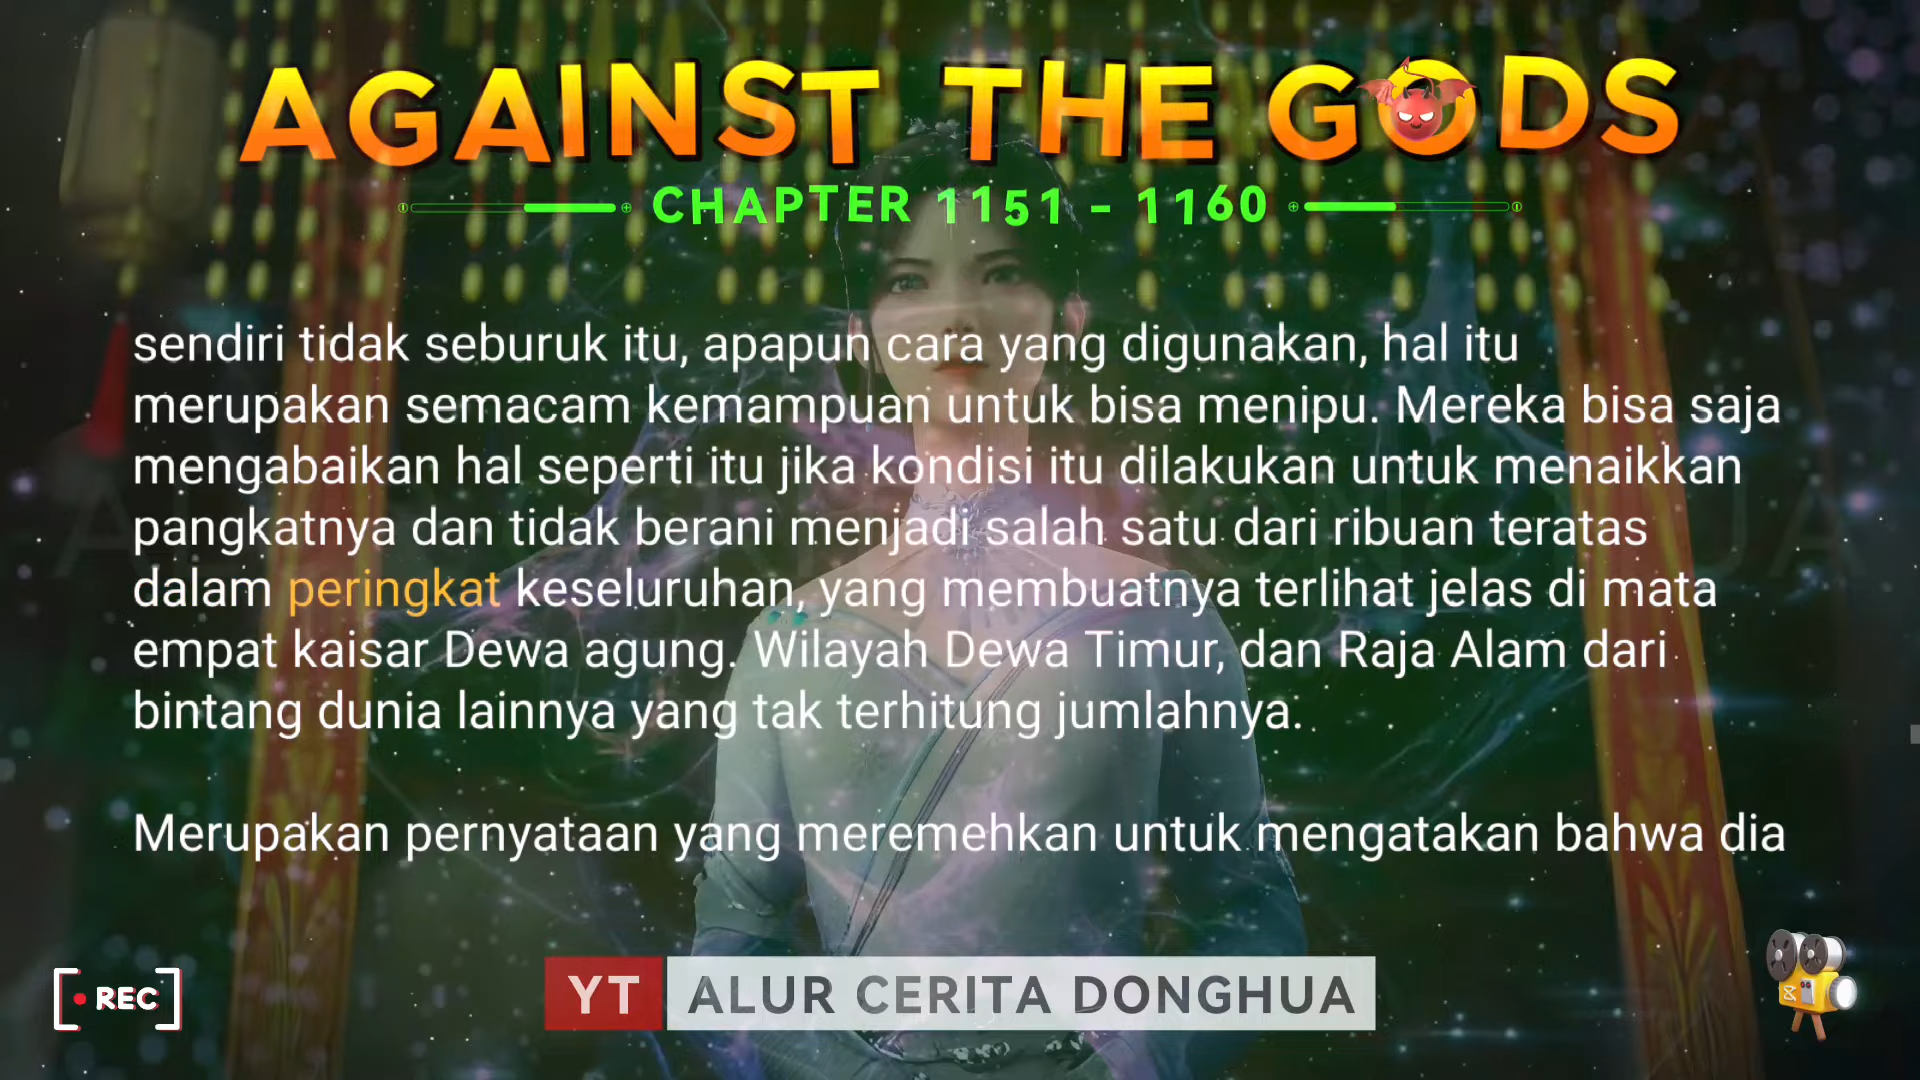 AGAINST THE GODS
CHAPTER 1151 - 1160
sendiri tidak seburuk itu, apapun cara yang digunakan, hal itu
merupakan semacam kemampuan untuk bisa menipu. Mereka bisa saja
mengabaikan hal seperti itu jika kondisi itu dilakukan untuk menaikkan
pangkatnya dan tidak berani menjadi salah satu dari ribuan teratas
dalam peringkat keseluruhan, yang membuatnya terlihat jelas di mata
empat kaisar Dewa agung. Wilayah Dewa Timur, dan Raja Alam dari
bintang dunia lainnya yang tak terhitung jumlahnya.
Merupakan pernyataan yang meremehkan untuk mengatakan bahwa dia
REC
YT ALUR CERITA DONGHUA